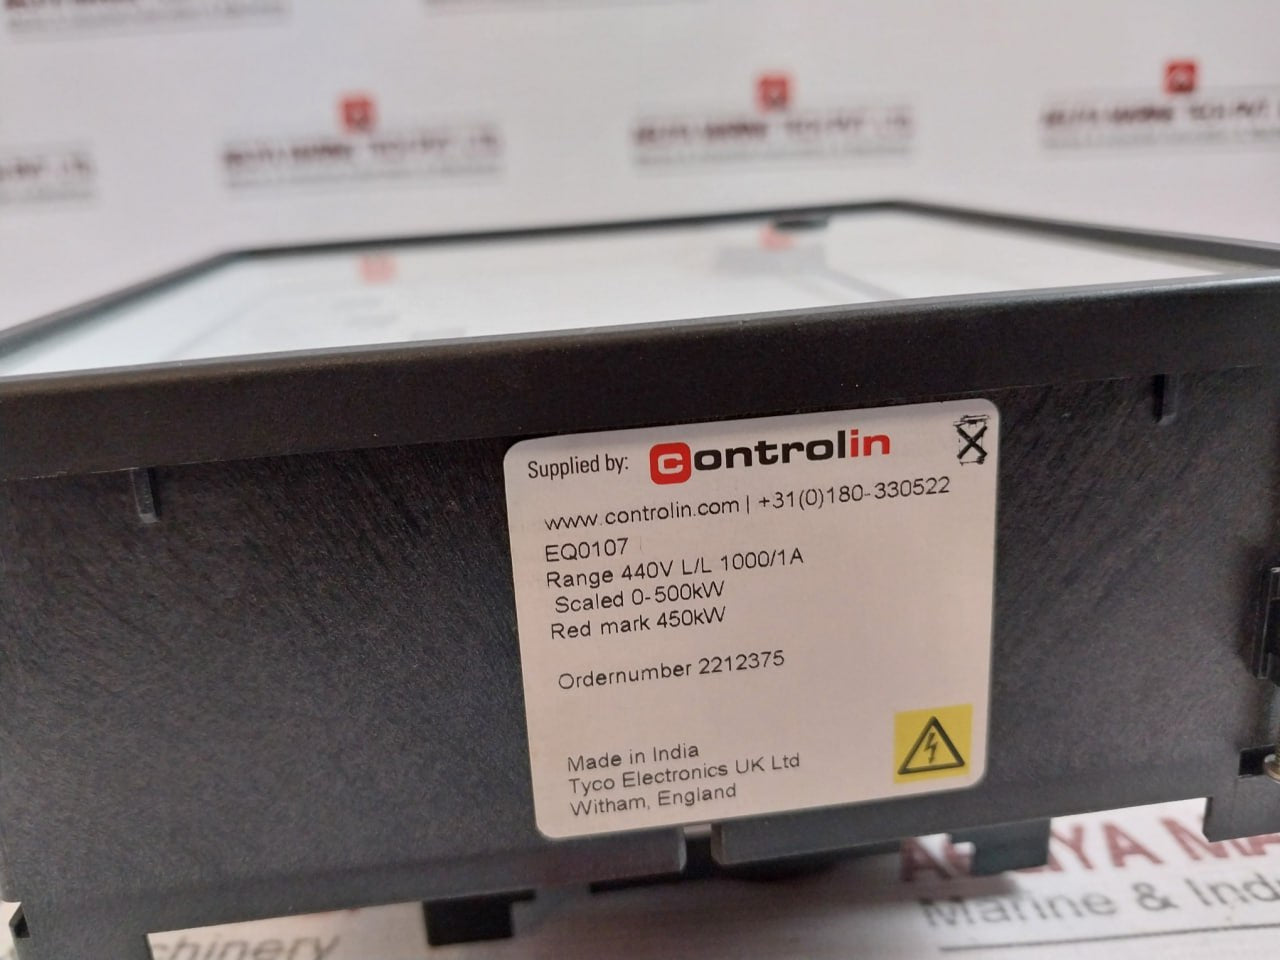 Supplied by: controlin
www.controlin.com | +31(0)180-330522
EQ0107
Range 440V L/L 1000/1A
Scaled 0-500kW
Red mark 450kW
Ordernumber 2212375
Made in India
Tyco Electronics UK Ltd
Witham, England
Marine & Ind
chinery